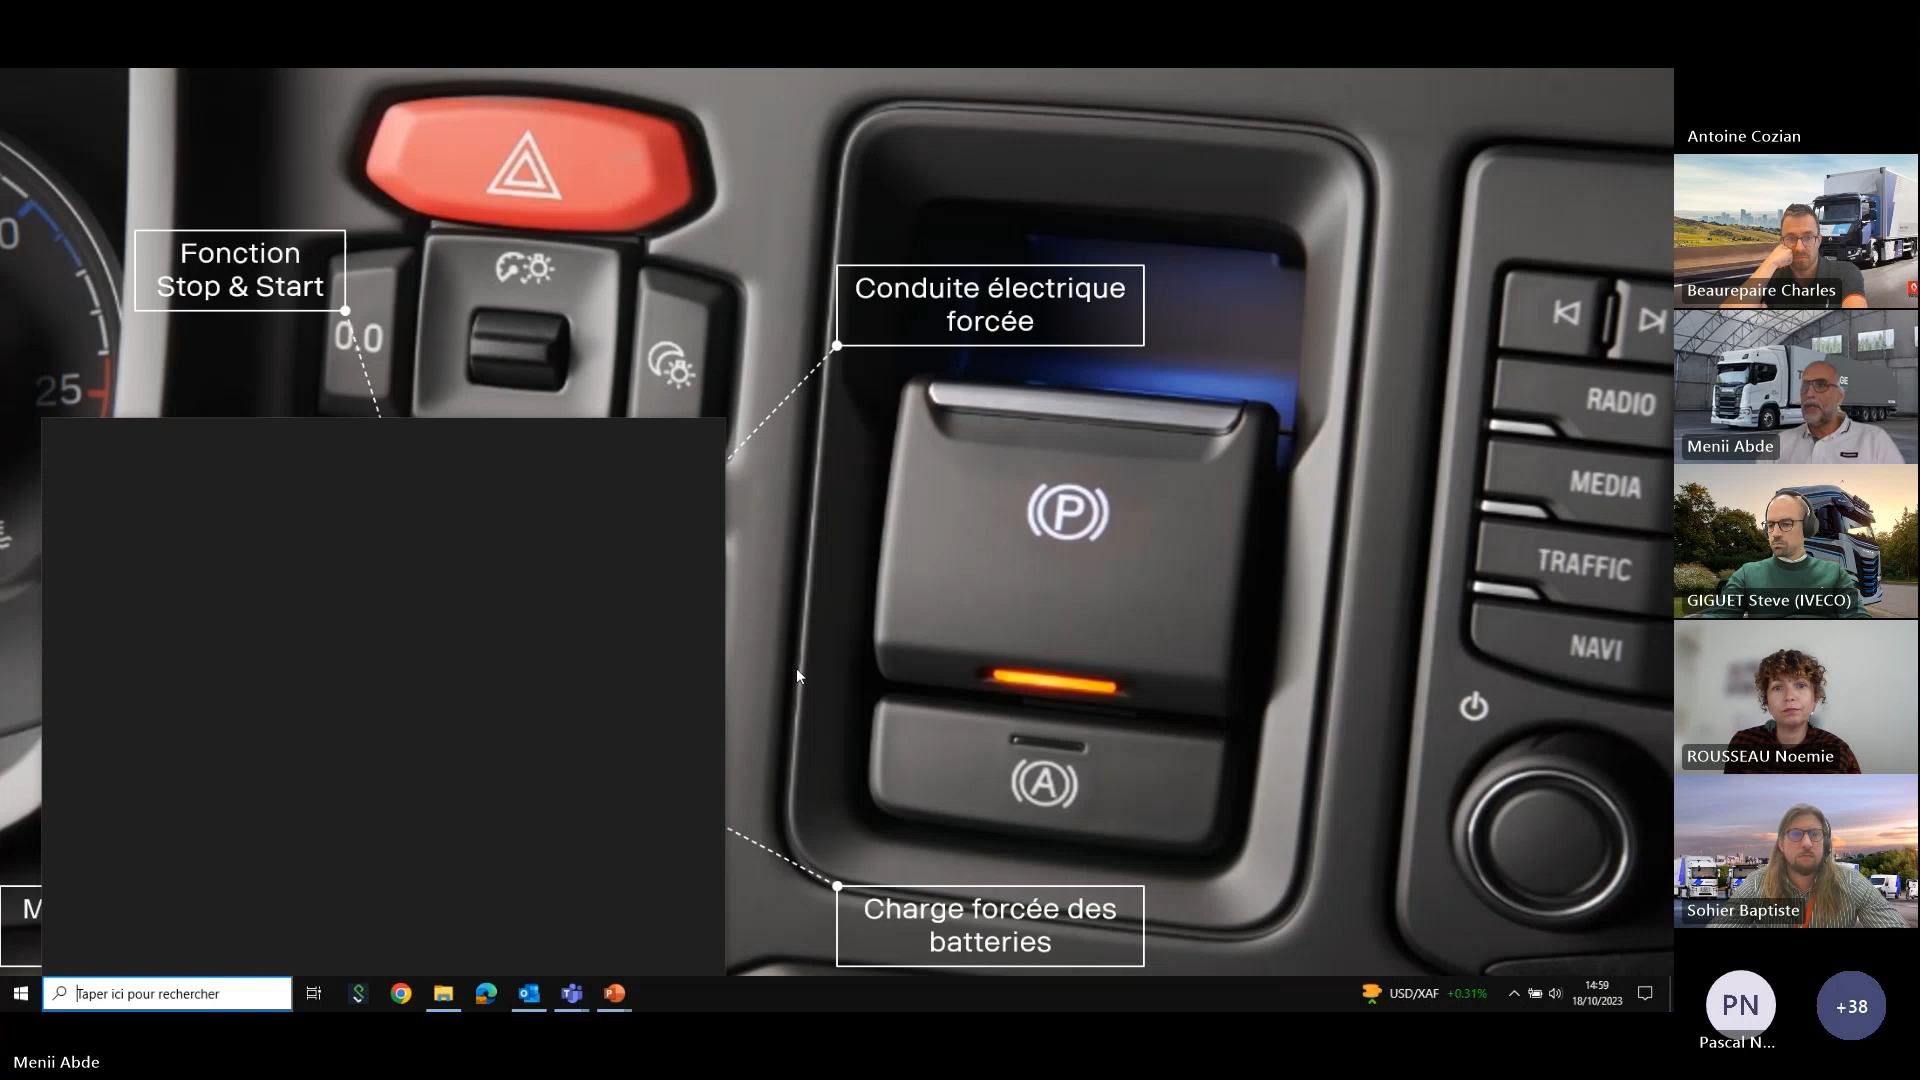 Antoine Cozian
Beaurepaire Charles
Menii Abde
GIGUET Steve (IVECO)
ROUSSEAU Noemie
Sohier Baptiste
PN
Pascal N...
+38
Fonction
Stop & Start
Conduite électrique
forcée
Charge forcée des
batteries
0
25
0.0
P
A
RADIO
MEDIA
TRAFFIC
NAVI
M
Taper ici pour rechercher
USD/XAF +0.31%
14:59
18/10/2023
Menii Abde